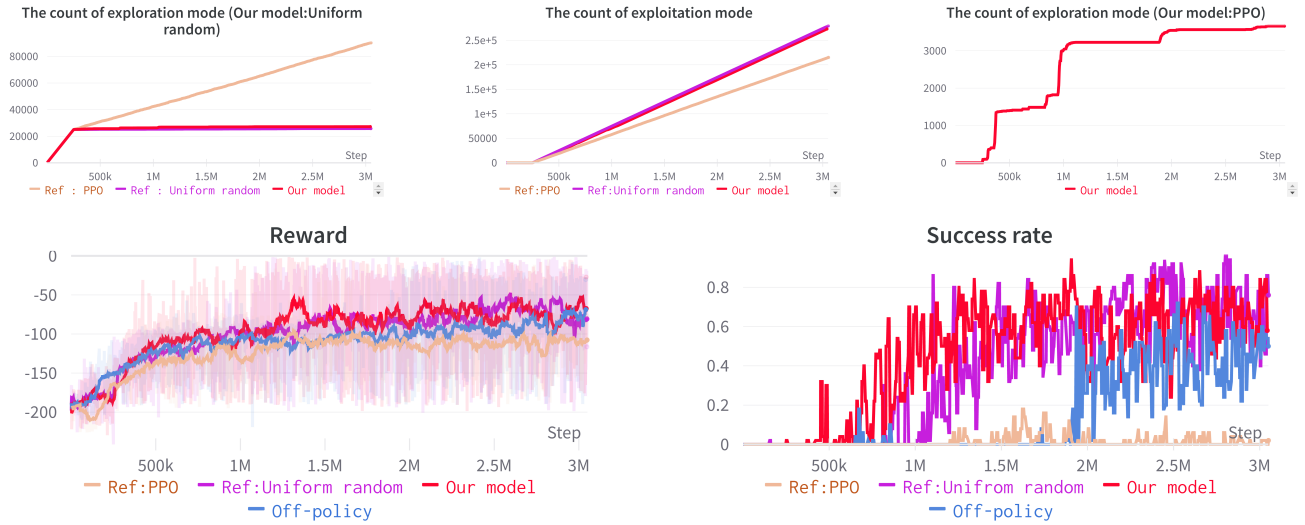 The count of exploration mode (Our model:Uniform
random)
80000
60000
40000
20000
0
Step
500k 1M 1.5M 2M 2.5M 3M
Ref : PPO Ref : Uniform random Our model
The count of exploitation mode
2.5e+5
2e+5
1.5e+5
1e+5
50000
0
Step
500k 1M 1.5M 2M 2.5M 3M
Ref:PPO Ref:Uniform random Our model
The count of exploration mode (Our model:PPO)
3000
2000
1000
0
Step
500k 1M 1.5M 2M 2.5M 3M
Our model
Reward
0
-50
-100
-150
-200
Step
500k 1M 1.5M 2M 2.5M 3M
Ref:PPO Ref:Uniform random Our model
Off-policy
Success rate
0.8
0.6
0.4
0.2
0
Step
500k 1M 1.5M 2M 2.5M 3M
Ref:PPO Ref:Unifrom random Our model
Off-policy